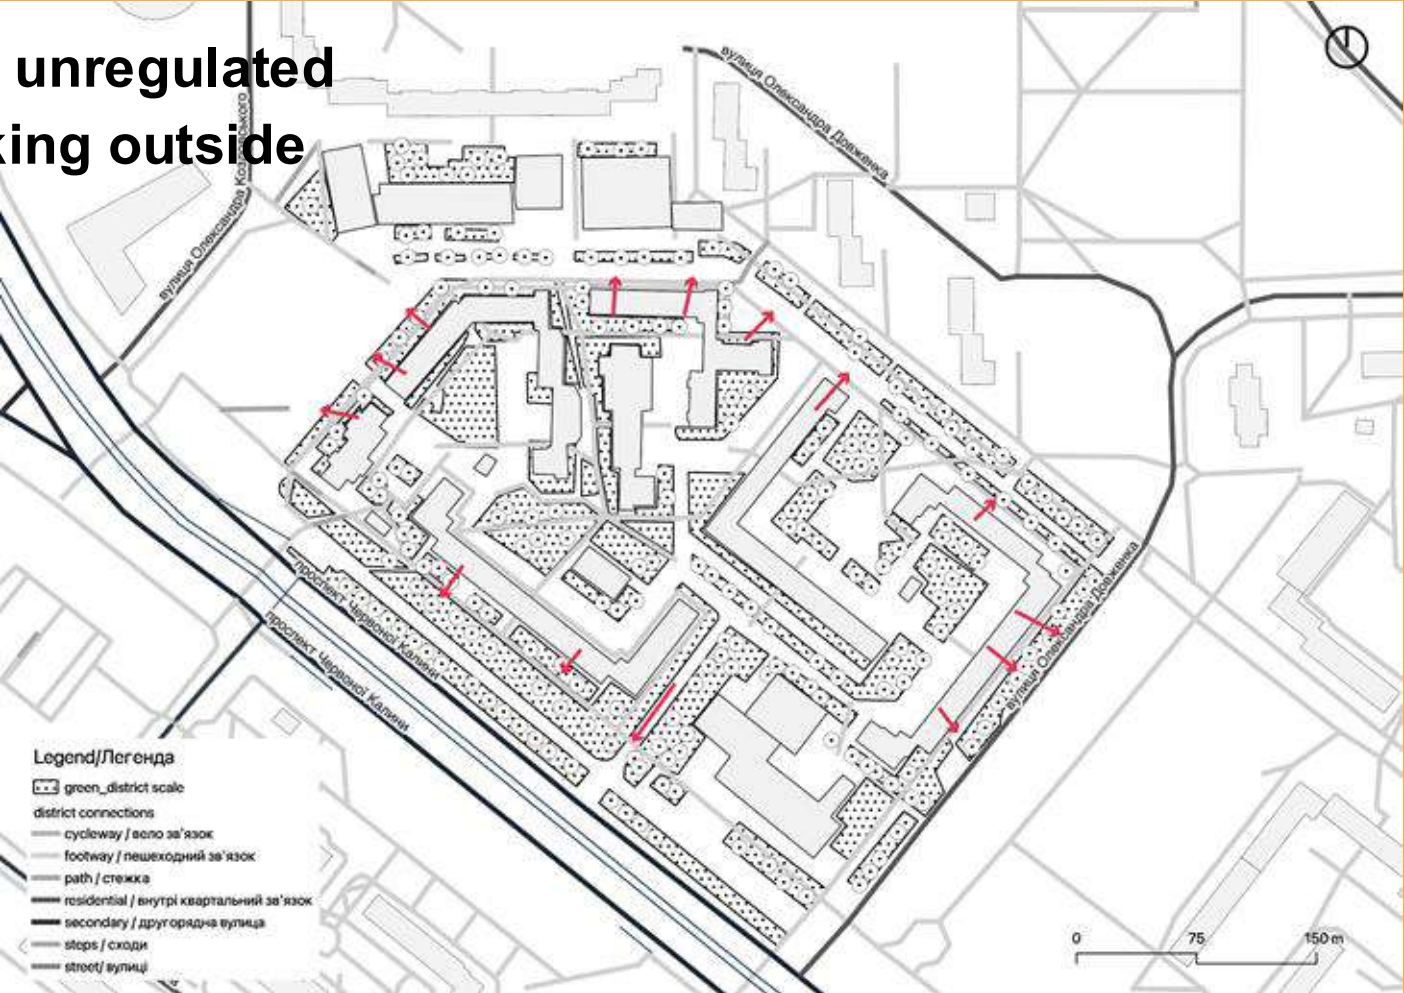 unregulated
king outside
вулиця Олександра Довженка
вулиця Олександра Козловського
проспект Червоної Калини
проспект Червоної Калини
вулиця Олександра Довженка
Legend/Легенда
green_district scale
district connections
cycleway / вело зв'язок
footway / пешеходний зв'язок
path / стежка
residential / внутрі квартальний зв'язок
secondary / другорядна вулиця
steps / сходи
street/ вулиці
0 75 150 m